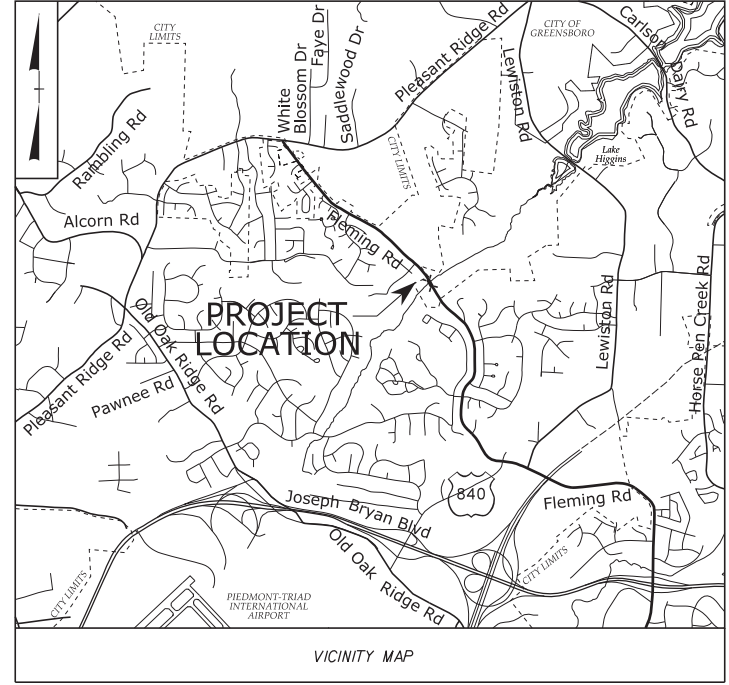 CITY
LIMITS
White
Blossom Dr
Faye Dr
Saddlewood Dr
Pleasant Ridge Rd
Lewiston Rd
CITY OF
GREENSBORO
Carlson Dairy Rd
Rambling Rd
CITY LIMITS
Lake
Higgins
Alcorn Rd
Fleming Rd
PROJECT
LOCATION
Old Oak Ridge Rd
Lewiston Rd
Horse Pen Creek Rd
Pleasant Ridge Rd
Pawnee Rd
Joseph Bryan Blvd
840
Fleming Rd
Old Oak Ridge Rd
CITY LIMITS
CITY LIMITS
PIEDMONT-TRIAD
INTERNATIONAL
AIRPORT
VICINITY MAP